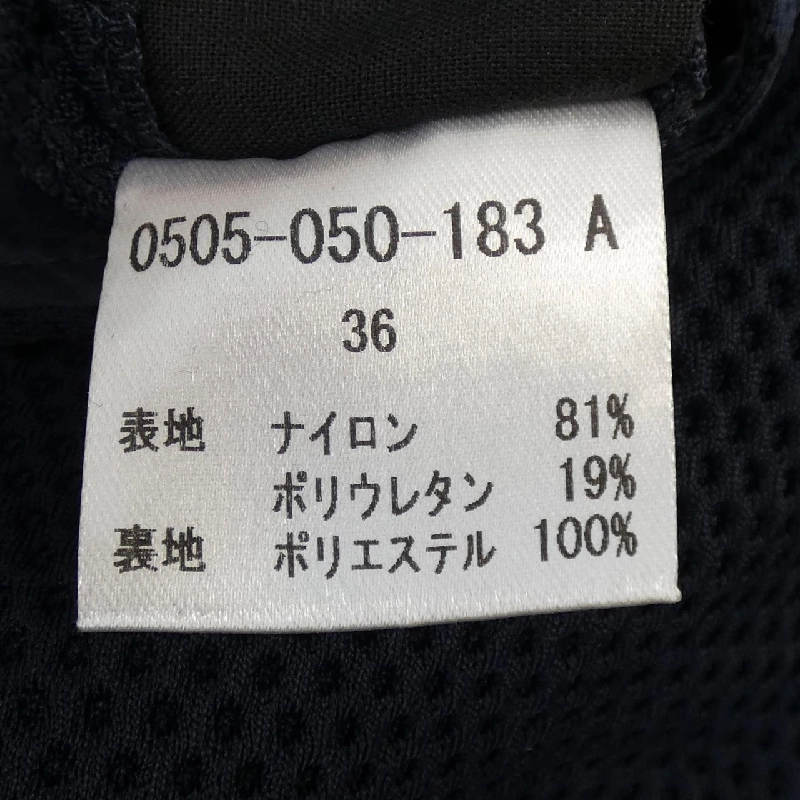 0505-050-183 A
36
表地 ナイロン 81%
ポリウレタン 19%
裏地 ポリエステル 100%